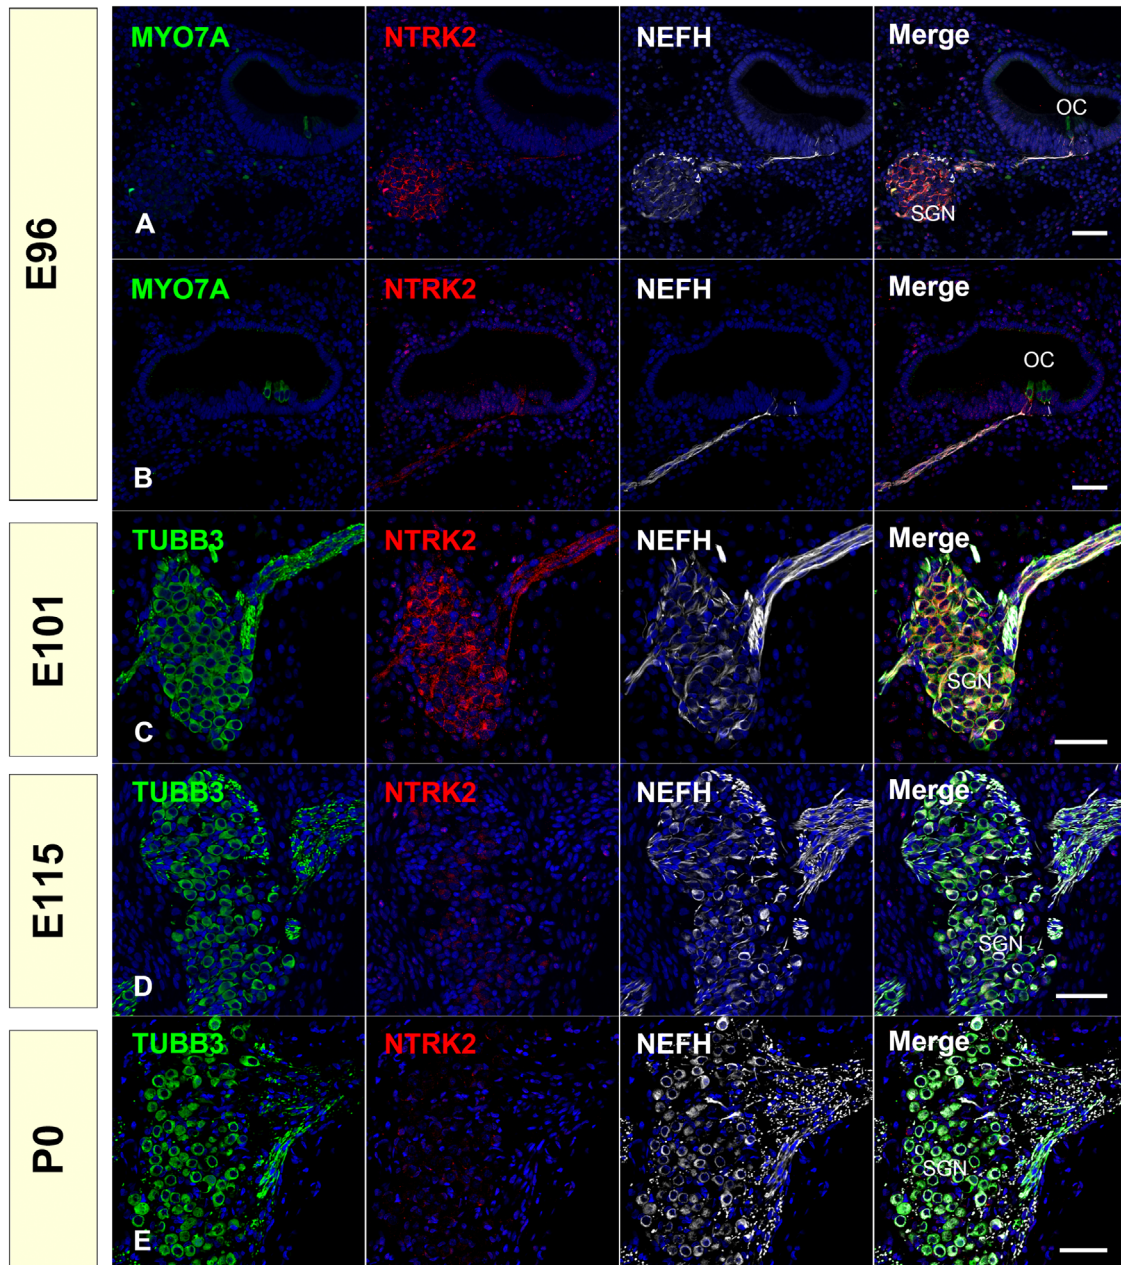 E96
MYO7A NTRK2 NEFH Merge
OC
A SGN
MYO7A NTRK2 NEFH Merge
OC
B
E101
TUBB3 NTRK2 NEFH Merge
SGN
C
E115
TUBB3 NTRK2 NEFH Merge
SGN
D
P0
TUBB3 NTRK2 NEFH Merge
SGN
E